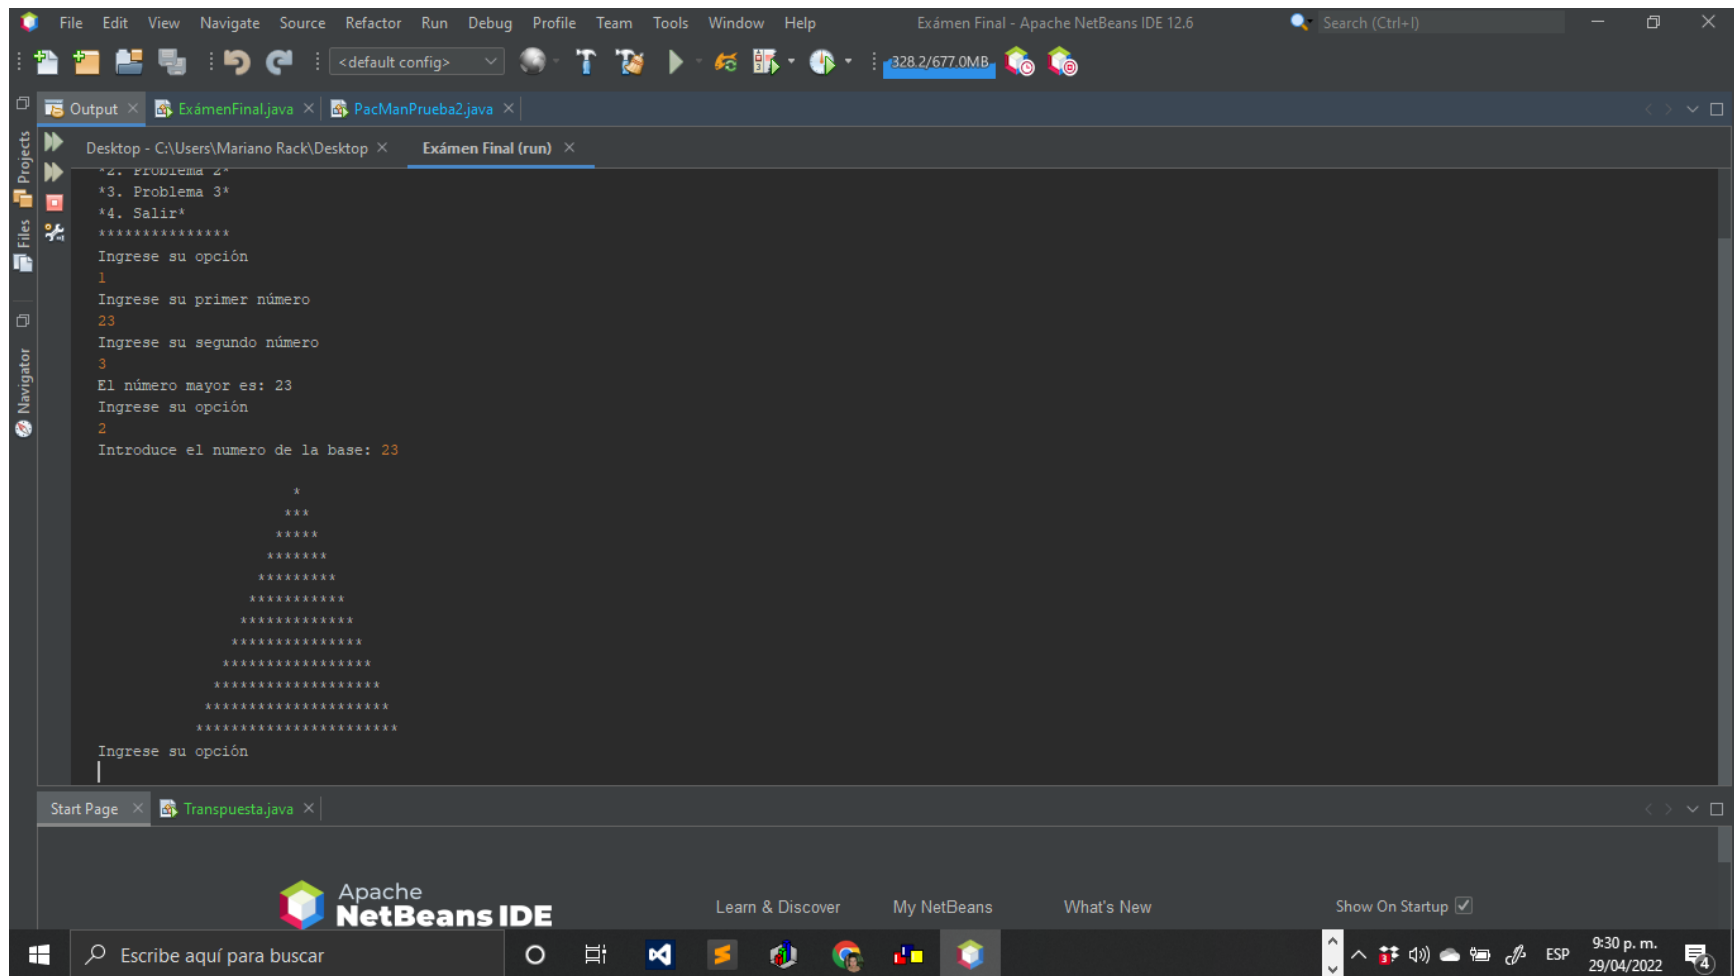 File Edit View Navigate Source Refactor Run Debug Profile Team Tools Window Help Exámen Final - Apache NetBeans IDE 12.6 Search (Ctrl+I)
<default config> 328.2/677.0MB
Output ExámenFinal.java PacManPrueba2.java
Projects
Files
Navigator
Desktop - C:\Users\Mariano Rack\Desktop Exámen Final (run)
*2. Problema 2*
*3. Problema 3*
*4. Salir*
***************
Ingrese su opción
1
Ingrese su primer número
23
Ingrese su segundo número
3
El número mayor es: 23
Ingrese su opción
2
Introduce el numero de la base: 23
*
***
*****
*******
*********
***********
*************
***************
*****************
*******************
*********************
***********************
Ingrese su opción
Start Page Transpuesta.java
Apache
NetBeans IDE
Learn & Discover My NetBeans What's New Show On Startup
Escribe aquí para buscar
3
ESP
9:30 p. m.
29/04/2022
4